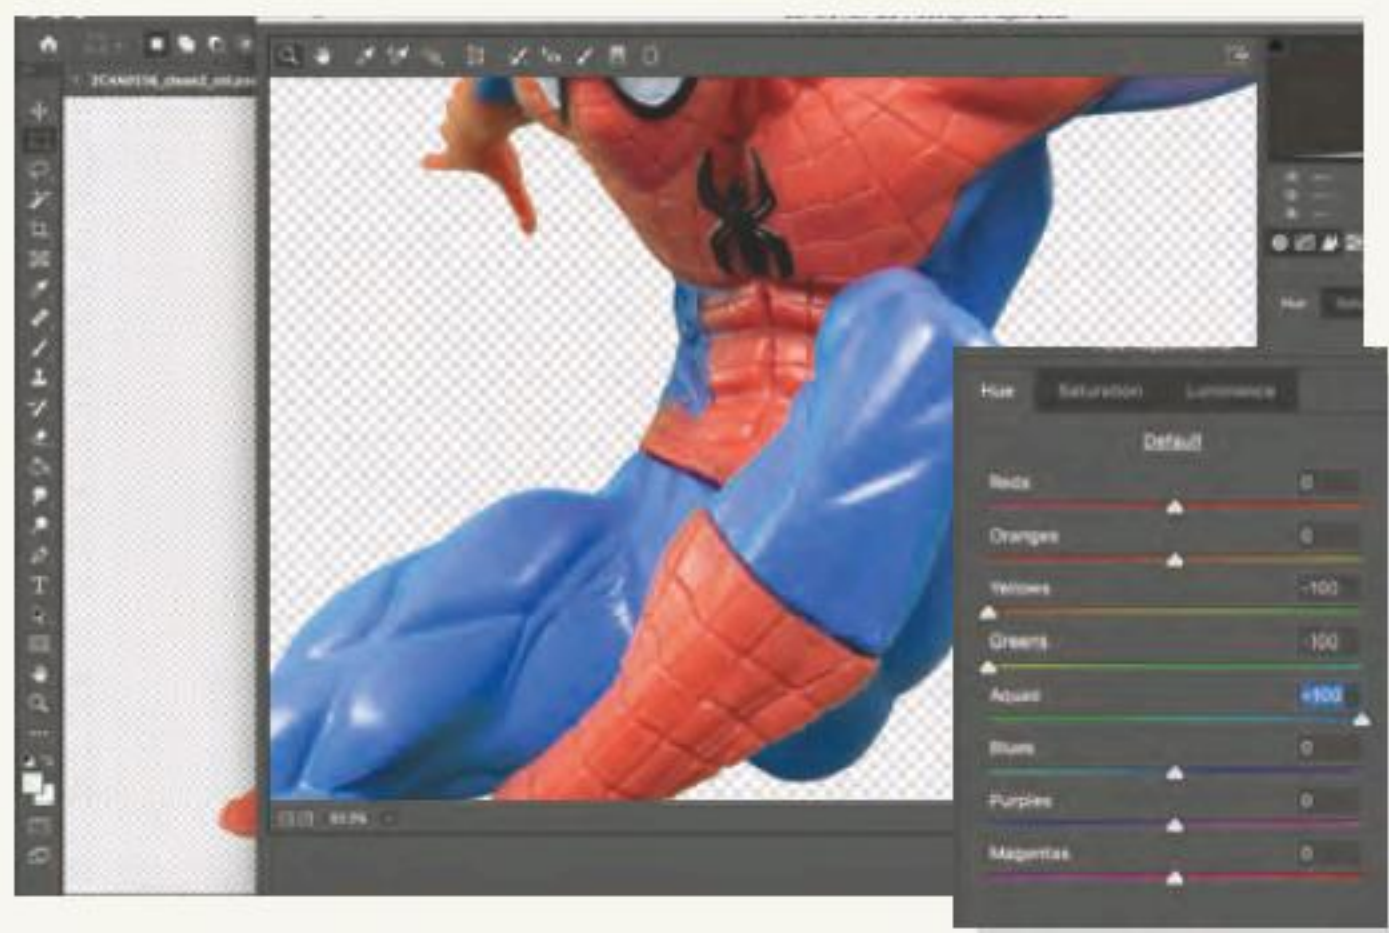 Hue
Hue Saturation Luminance
Default
Reds 0
Oranges 0
Yellows -100
Greens -100
Aquas +100
Blues 0
Purples 0
Magentas 0